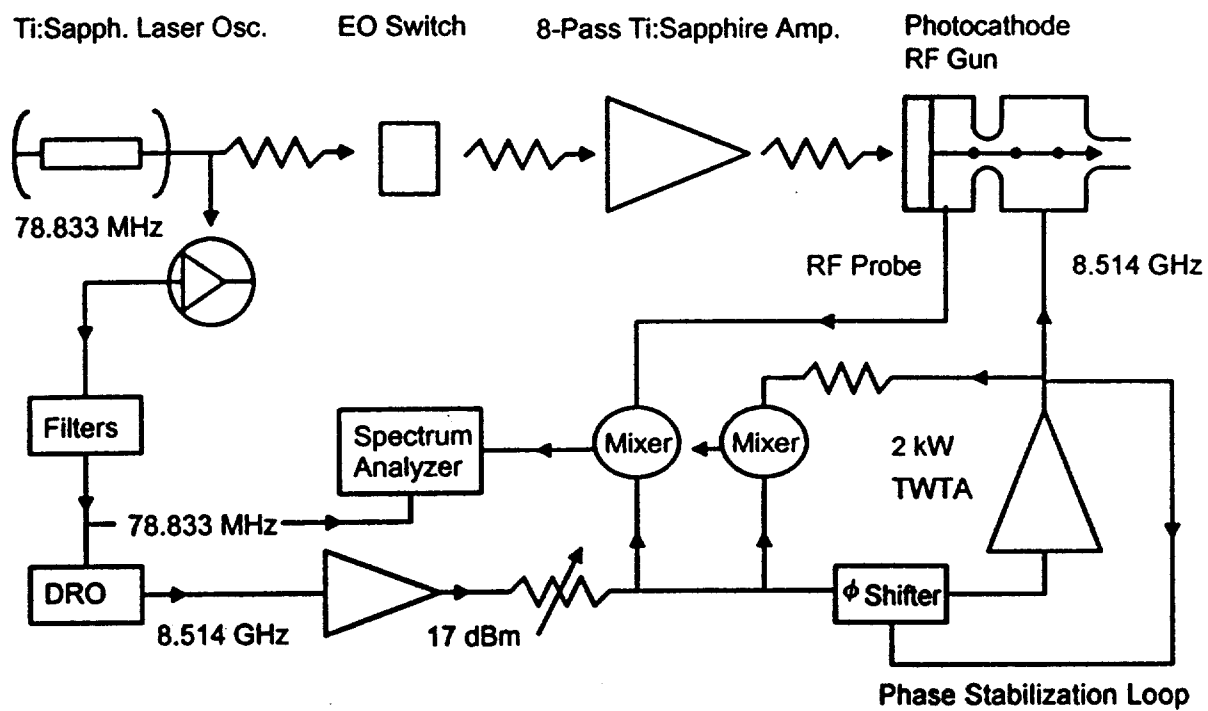 Ti:Sapph. Laser Osc.
EO Switch
8-Pass Ti:Sapphire Amp.
Photocathode
RF Gun
78.833 MHz
RF Probe
8.514 GHz
Filters
Spectrum
Analyzer
Mixer
Mixer
2 kW
TWTA
78.833 MHz
DRO
8.514 GHz
17 dBm
ϕ Shifter
Phase Stabilization Loop